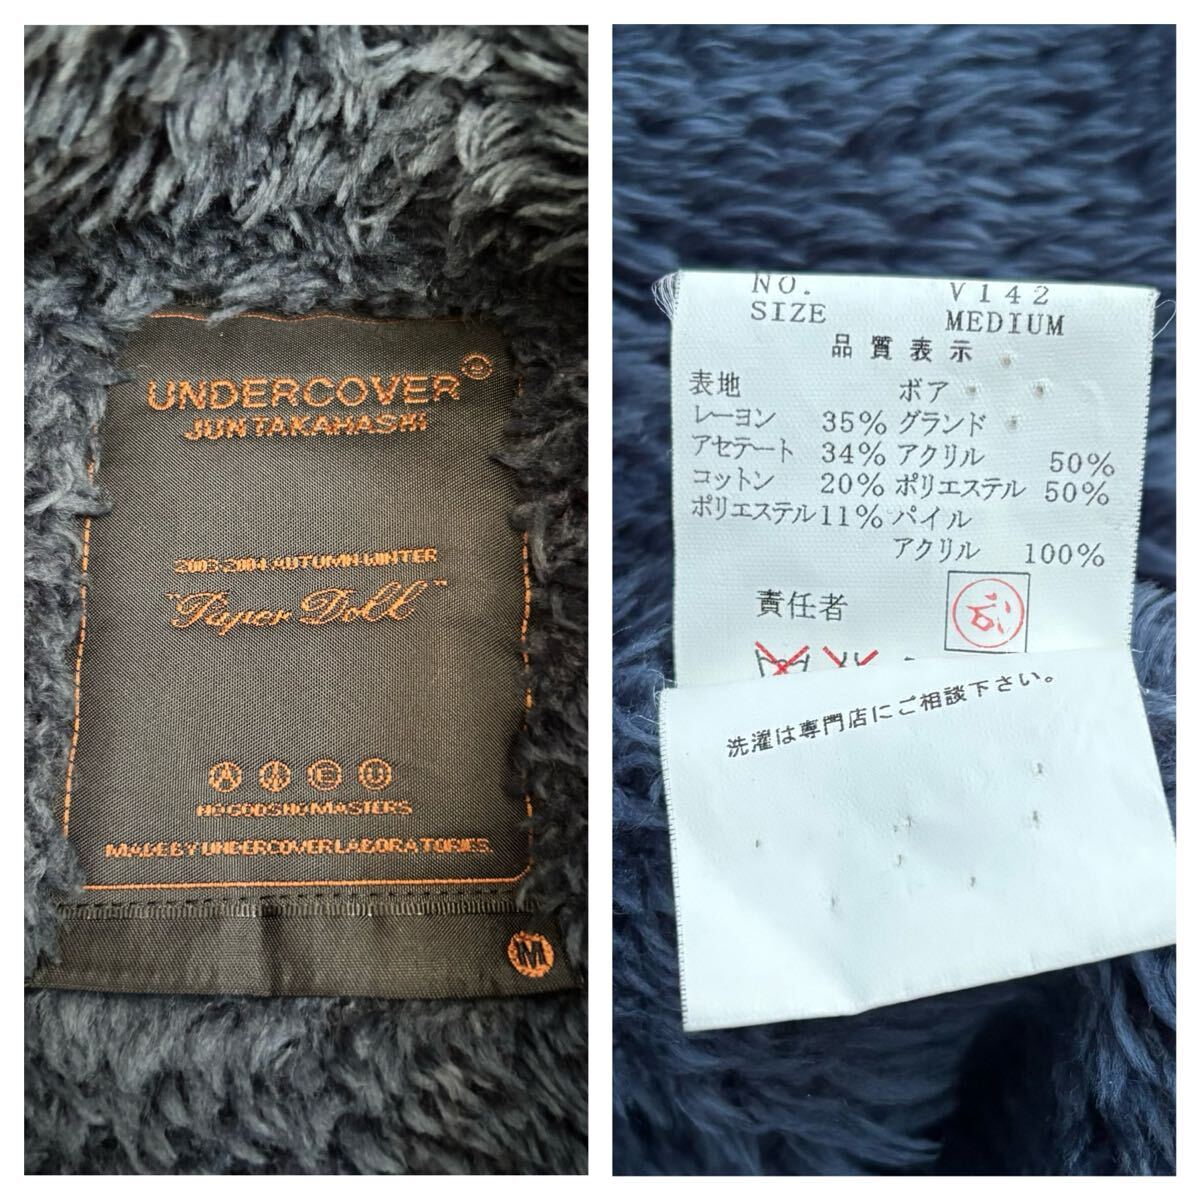 UNDERCOVER
JUN TAKAHASHI
2003-2004 AUTUMN-WINTER
"Paper Doll"
A A E U
NO GODS NO MASTERS
MADE BY UNDERCOVER LABORATORIES.
M
NO. V142
SIZE MEDIUM
品質表示
表地 ボア
レーヨン 35% グランド
アセテート 34% アクリル 50%
コットン 20% ポリエステル 50%
ポリエステル 11% パイル
アクリル 100%
責任者
洗濯は専門店にご相談下さい。